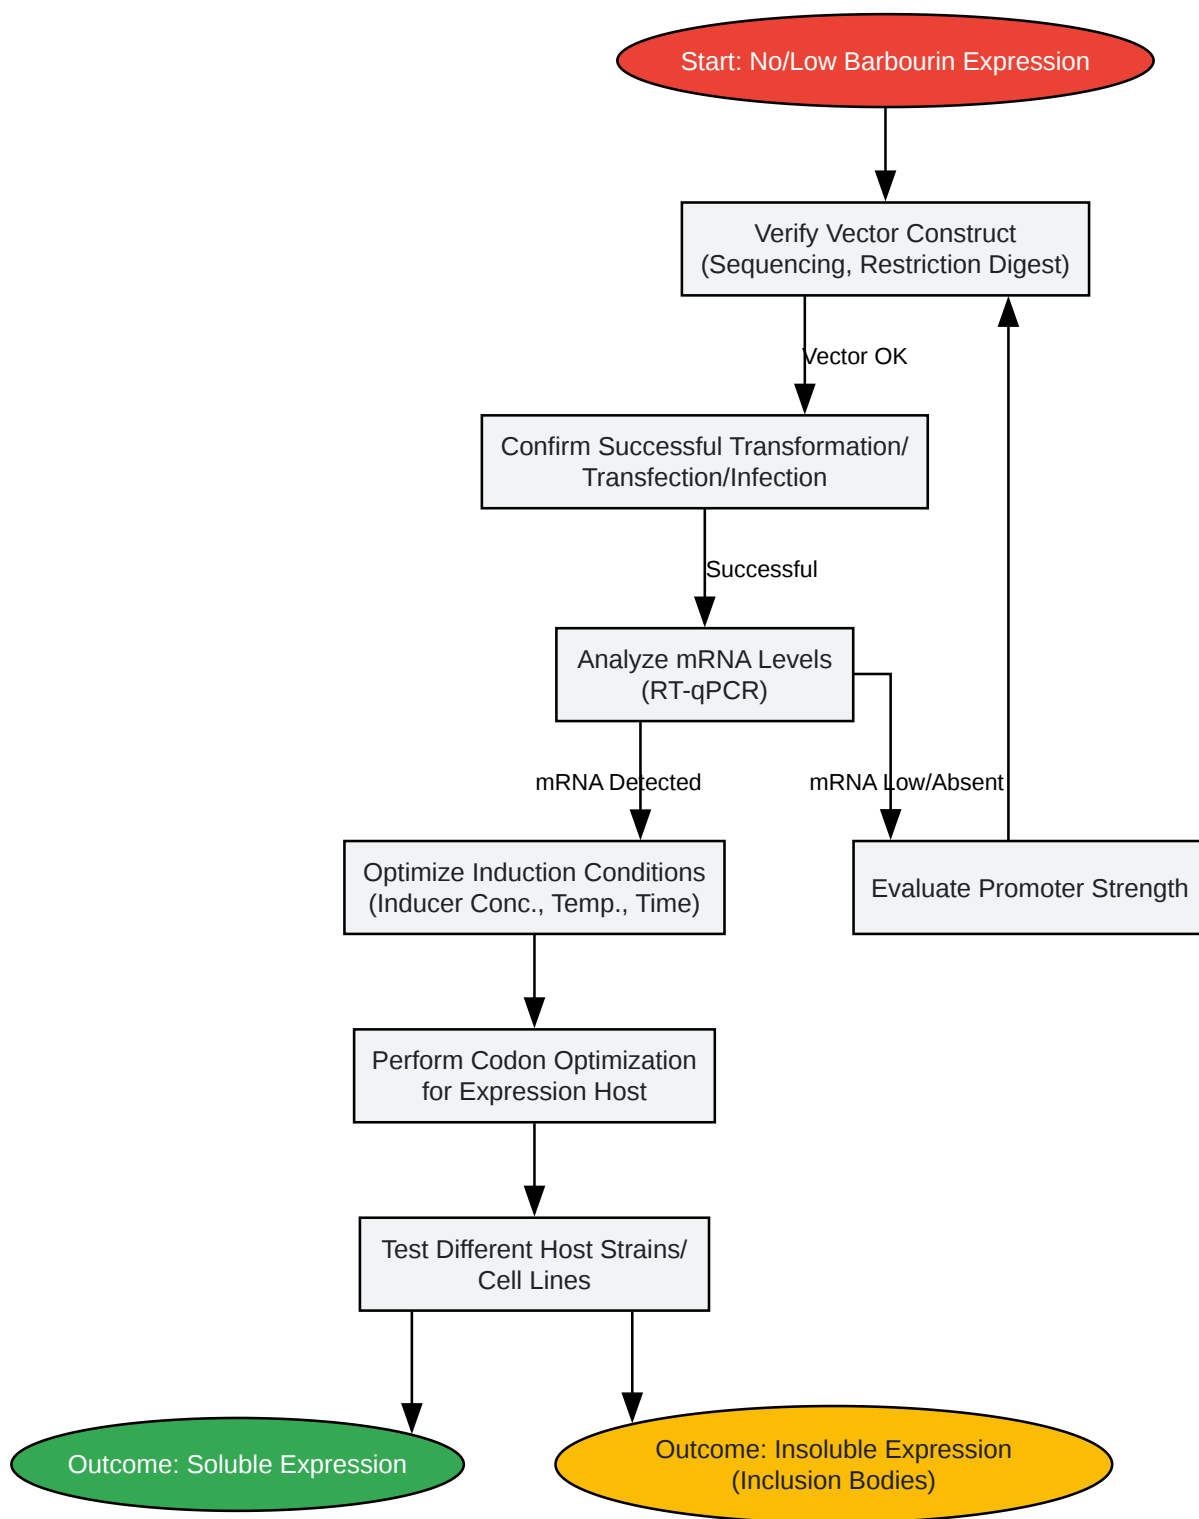 Start: No/Low Barbourin Expression
Verify Vector Construct
(Sequencing, Restriction Digest)
Vector OK
Confirm Successful Transformation/
Transfection/Infection
Successful
Analyze mRNA Levels
(RT-qPCR)
mRNA Detected
mRNA Low/Absent
Optimize Induction Conditions
(Inducer Conc., Temp., Time)
Evaluate Promoter Strength
Perform Codon Optimization
for Expression Host
Test Different Host Strains/
Cell Lines
Outcome: Soluble Expression
Outcome: Insoluble Expression
(Inclusion Bodies)